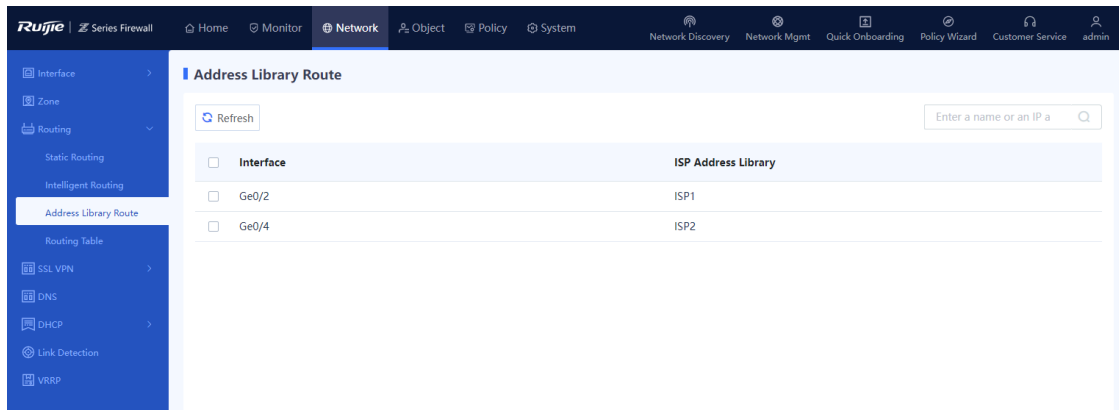 Ruijie | Z Series Firewall Home Monitor Network Object Policy System Network Discovery Network Mgmt Quick Onboarding Policy Wizard Customer Service admin
Interface
Zone
Routing
Static Routing
Intelligent Routing
Address Library Route
Routing Table
SSL VPN
DNS
DHCP
Link Detection
VRRP
Address Library Route
Refresh Enter a name or an IP a
Interface ISP Address Library
Ge0/2 ISP1
Ge0/4 ISP2